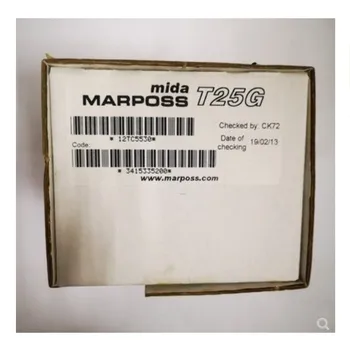 mida
MARPOSS T25G
* 12TC5530*
Checked by: CK72
Code:
Date of checking 19/02/13
* 3415335200*
www.marposs.com